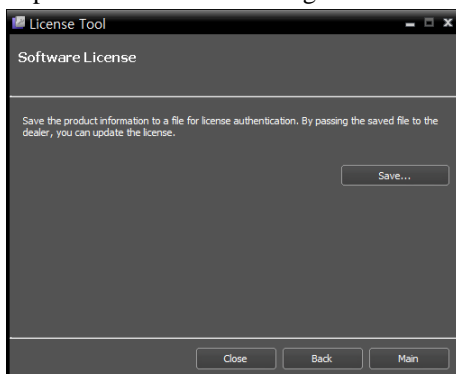 License Tool
Software License
Save the product information to a file for license authentication. By passing the saved file to the
dealer, you can update the license.
Save...
Close Back Main